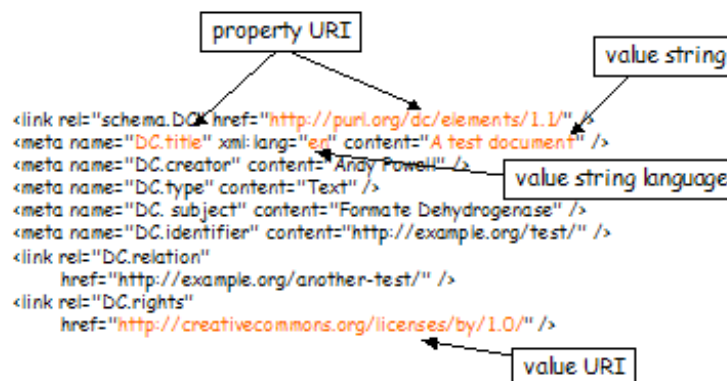 property URI
value string
<link rel="schema.DC" href="http://purl.org/dc/elements/1.1/" />
<meta name="DC.title" xml:lang="en" content="A test document" />
<meta name="DC.creator" content="Andy Powell" />
value string language
<meta name="DC.type" content="Text" />
<meta name="DC. subject" content="Formate Dehydrogenase" />
<meta name="DC.identifier" content="http://example.org/test/" />
<link rel="DC.relation"
href="http://example.org/another-test/" />
<link rel="DC.rights"
href="http://creativecommons.org/licenses/by/1.0/" />
value URI